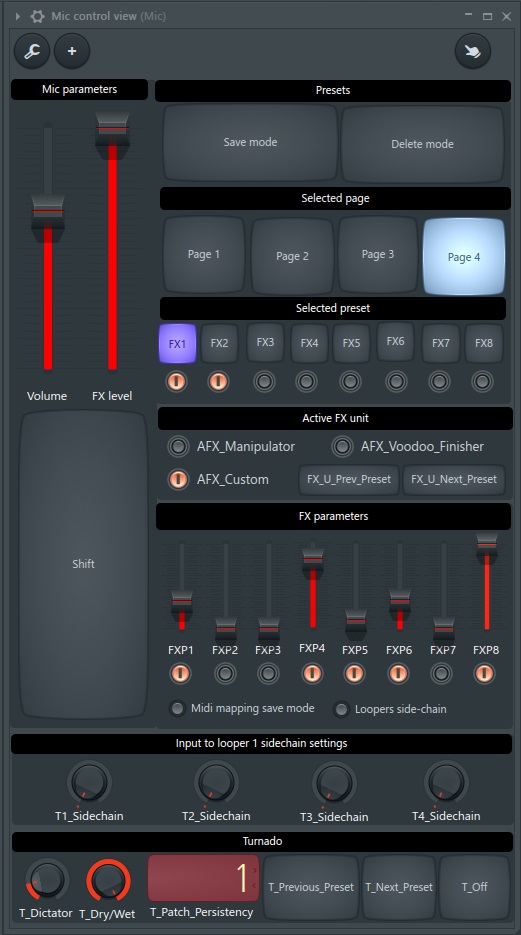 Mic control view (Mic)
+
Mic parameters
Presets
Save mode
Delete mode
Selected page
Page 1
Page 2
Page 3
Page 4
Selected preset
FX1
FX2
FX3
FX4
FX5
FX6
FX7
FX8
Volume
FX level
Active FX unit
AFX_Manipulator
AFX_Voodoo_Finisher
AFX_Custom
FX_U_Prev_Preset
FX_U_Next_Preset
Shift
FX parameters
FXP1
FXP2
FXP3
FXP4
FXP5
FXP6
FXP7
FXP8
Midi mapping save mode
Loopers side-chain
Input to looper 1 sidechain settings
T1_Sidechain
T2_Sidechain
T3_Sidechain
T4_Sidechain
Turnado
1
T_Dictator
T_Dry/Wet
T_Patch_Persistency
T_Previous_Preset
T_Next_Preset
T_Off